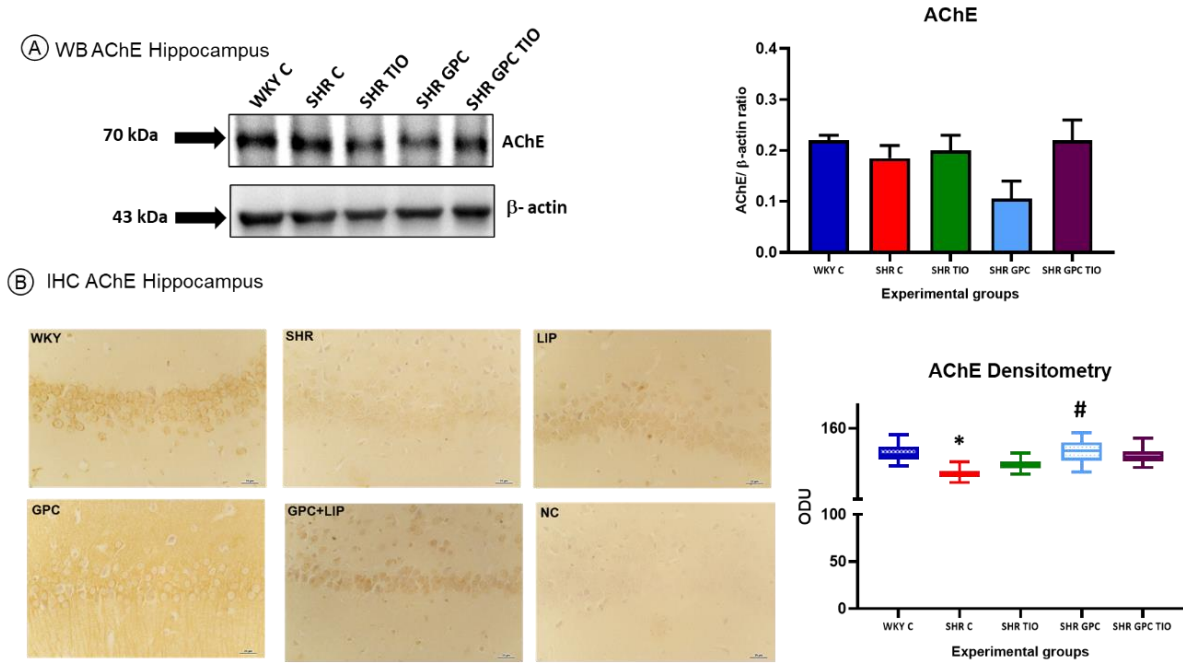 A WB AChE Hippocampus
WKY C
SHR C
SHR TIO
SHR GPC
SHR GPC TIO
70 kDa
AChE
43 kDa
β- actin
AChE
AChE/ β-actin ratio
0.4
0.3
0.2
0.1
0.0
WKY C SHR C SHR TIO SHR GPC SHR GPC TIO
Experimental groups
B IHC AChE Hippocampus
WKY
SHR
LIP
GPC
GPC+LIP
NC
AChE Densitometry
ODU
160
100
50
0
*
#
WKY C SHR C SHR TIO SHR GPC SHR GPC TIO
Experimental groups